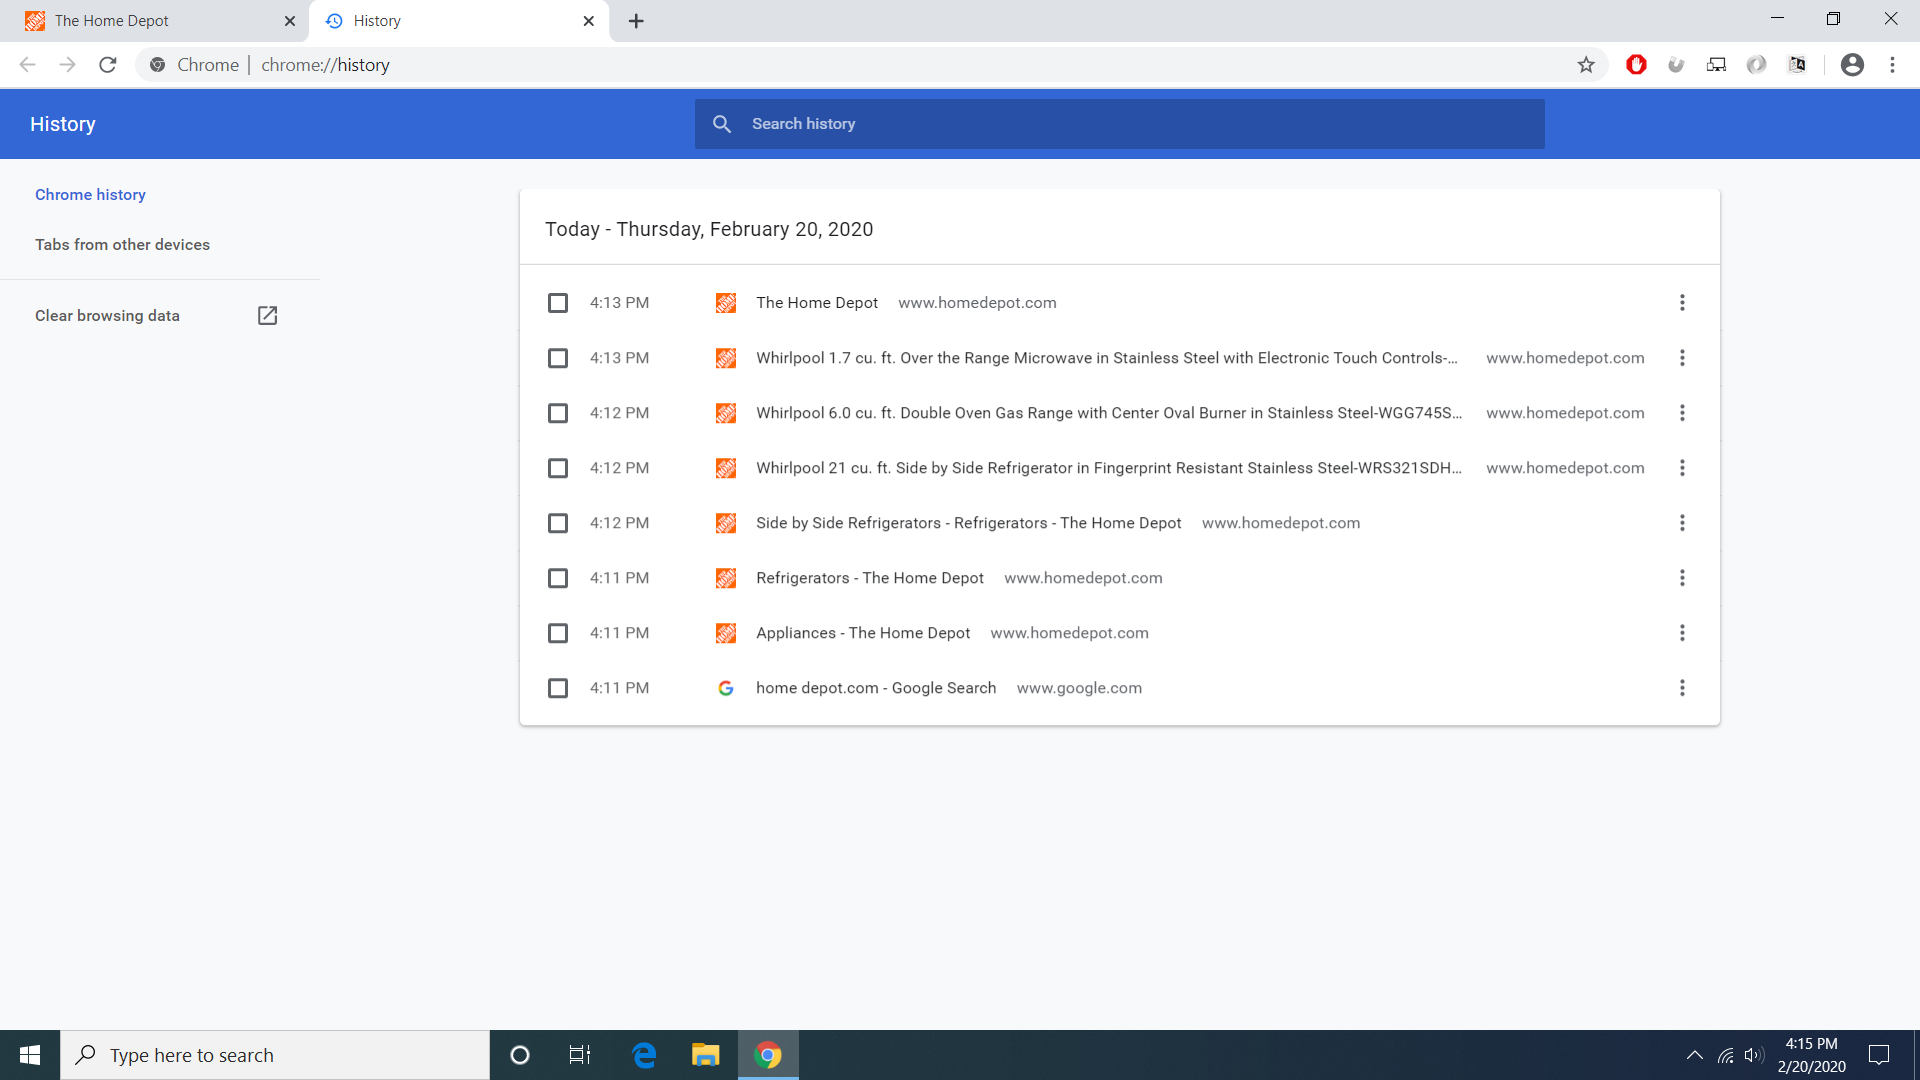 The Home Depot
History
Chrome | chrome://history
History
Search history
Chrome history
Tabs from other devices
Clear browsing data
Today - Thursday, February 20, 2020
4:13 PM The Home Depot www.homedepot.com
4:13 PM Whirlpool 1.7 cu. ft. Over the Range Microwave in Stainless Steel with Electronic Touch Controls-... www.homedepot.com
4:12 PM Whirlpool 6.0 cu. ft. Double Oven Gas Range with Center Oval Burner in Stainless Steel-WGG745S... www.homedepot.com
4:12 PM Whirlpool 21 cu. ft. Side by Side Refrigerator in Fingerprint Resistant Stainless Steel-WRS321SDH... www.homedepot.com
4:12 PM Side by Side Refrigerators - Refrigerators - The Home Depot www.homedepot.com
4:11 PM Refrigerators - The Home Depot www.homedepot.com
4:11 PM Appliances - The Home Depot www.homedepot.com
4:11 PM home depot.com - Google Search www.google.com
Type here to search
4:15 PM
2/20/2020